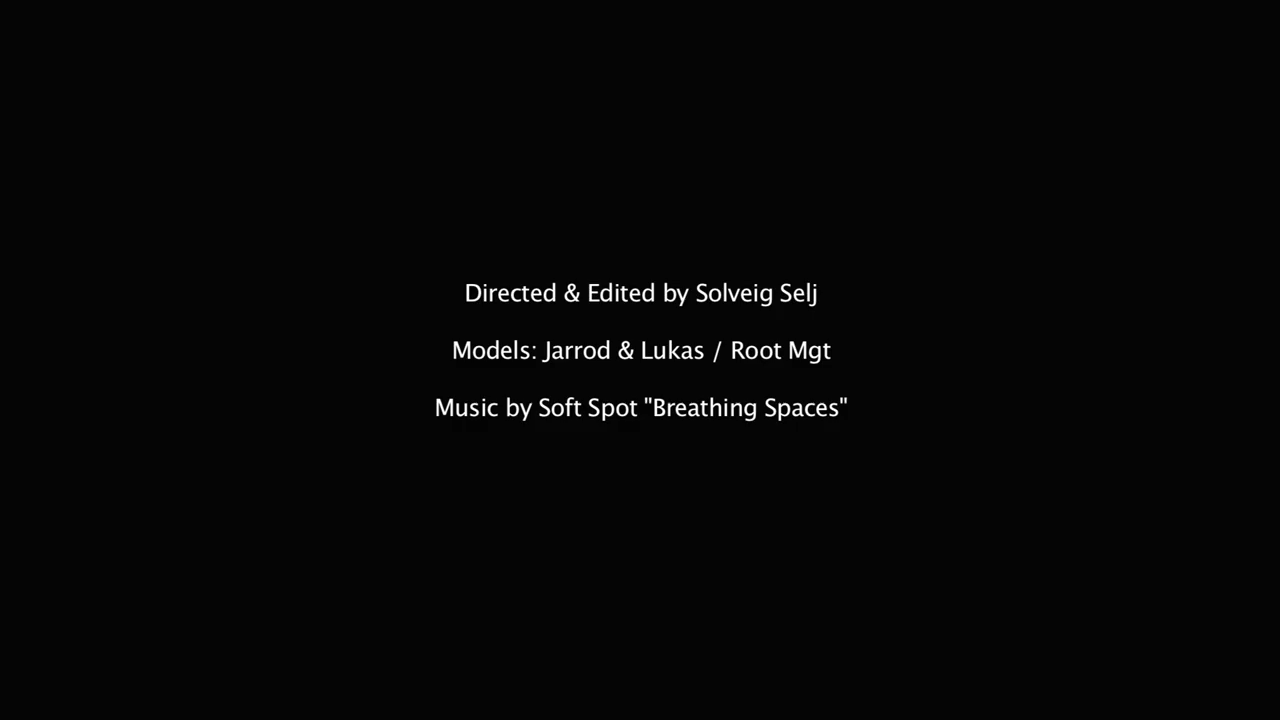 Directed & Edited by Solveig Selj
Models: Jarrod & Lukas / Root Mgt
Music by Soft Spot "Breathing Spaces"